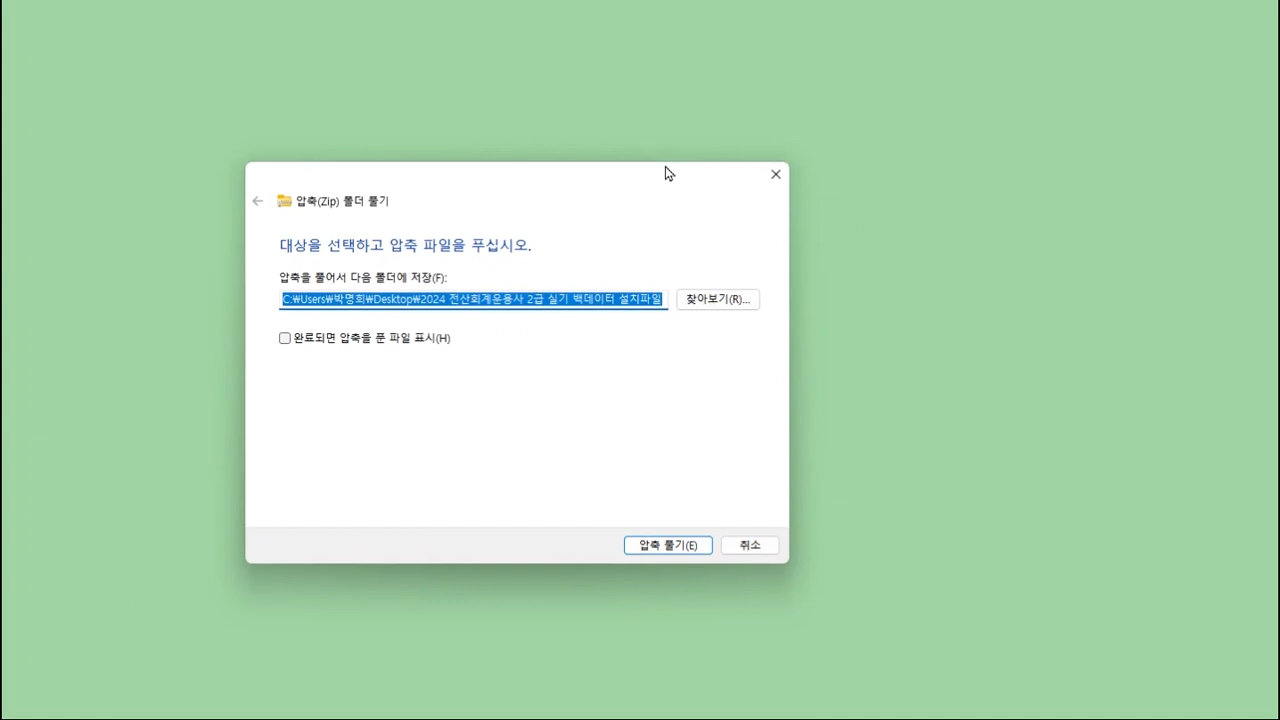 압축(Zip) 폴더 풀기
대상을 선택하고 압축 파일을 푸십시오.
압축을 풀어서 다음 폴더에 저장(F):
C:₩Users₩박명희₩Desktop₩2024 전산회계운용사 2급 실기 백데이터 설치파일
찾아보기(R)...
완료되면 압축을 푼 파일 표시(H)
압축 풀기(E)
취소